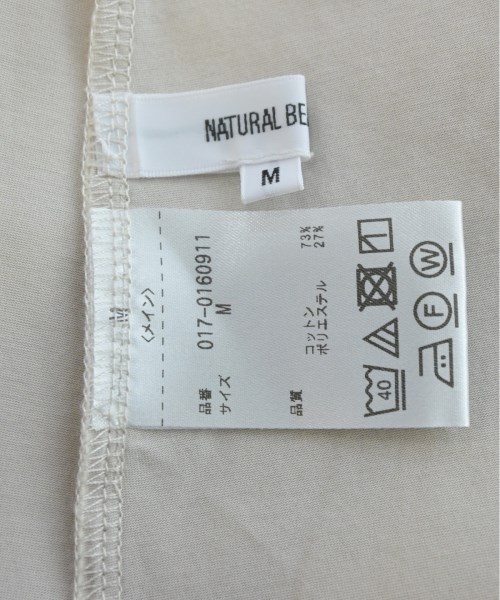 NATURAL BE
M
M
〈メイン〉
品番 017-0160911
サイズ M
品質 コットン 73%
ポリエステル 27%
40
F
W